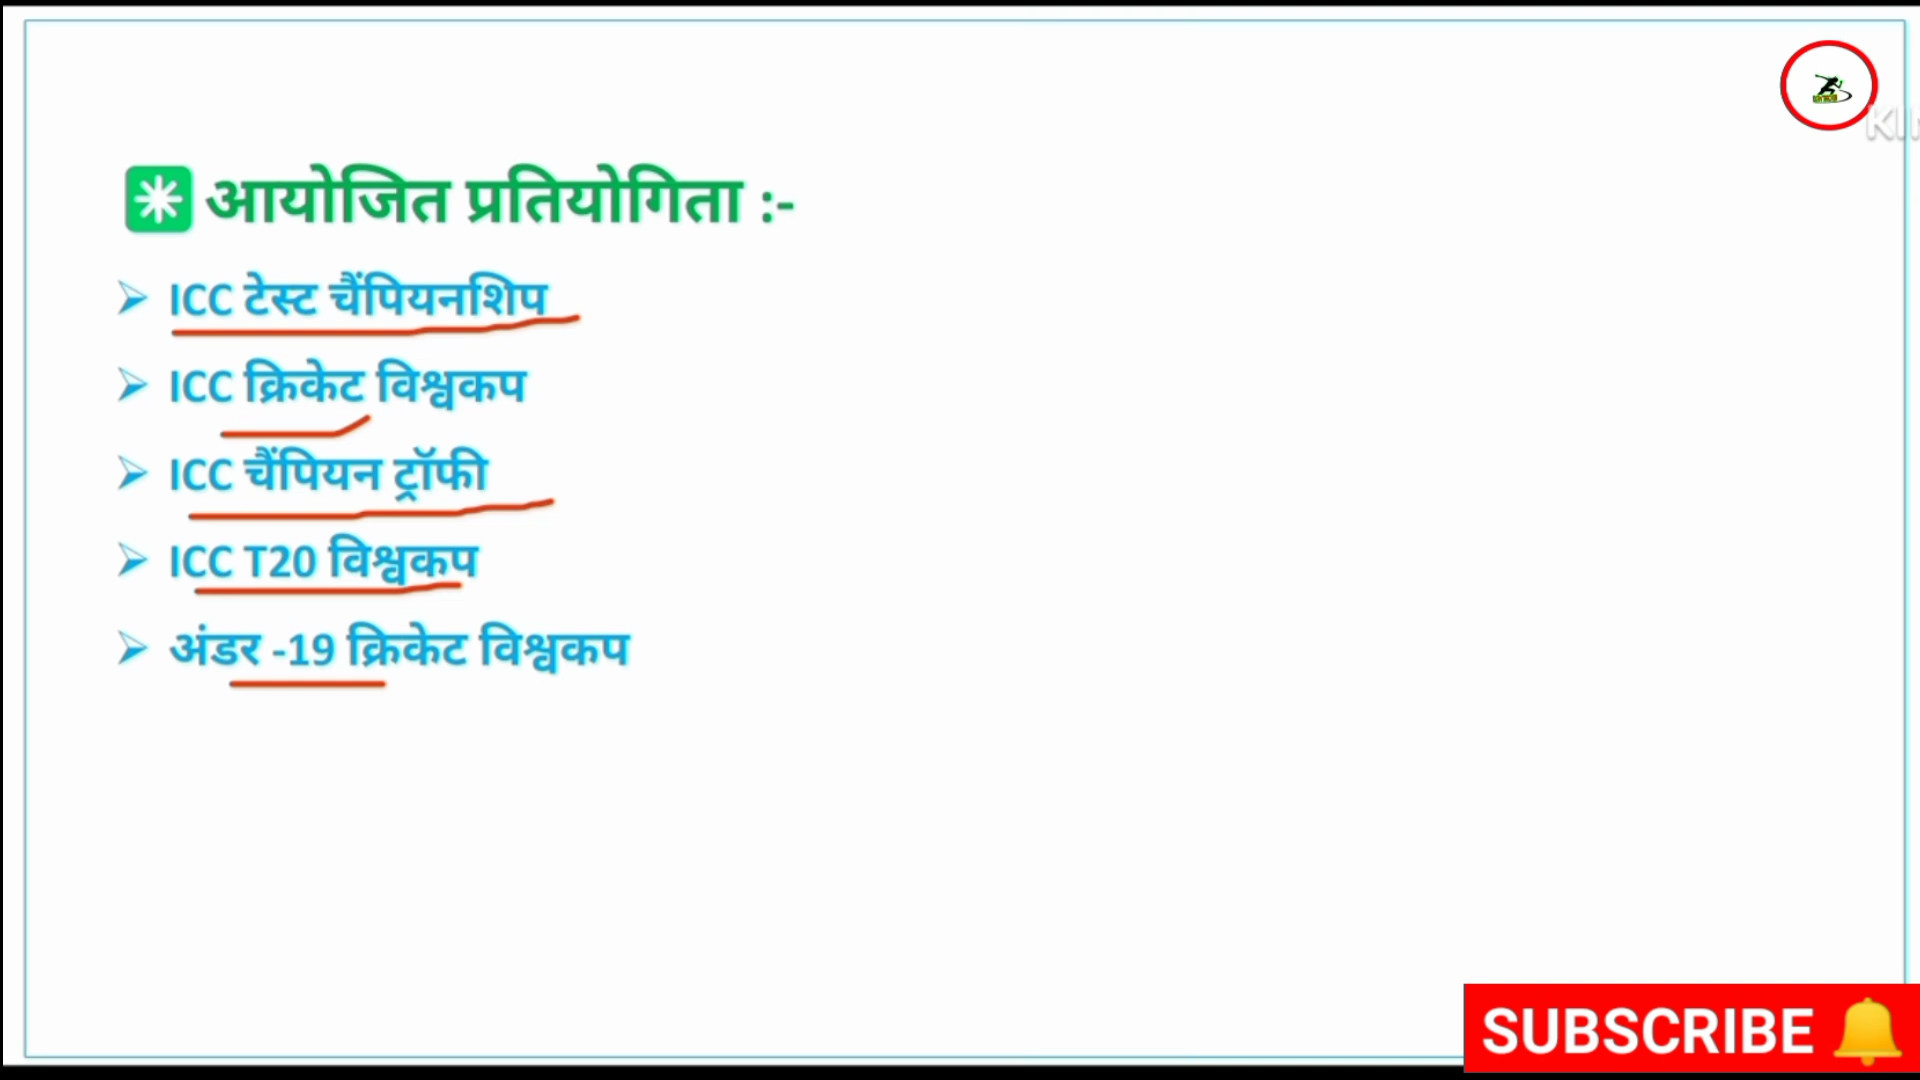 आयोजित प्रतियोगिता :-
ICC टेस्ट चैंपियनशिप
ICC क्रिकेट विश्वकप
ICC चैंपियन ट्रॉफी
ICC T20 विश्वकप
अंडर -19 क्रिकेट विश्वकप
SUBSCRIBE